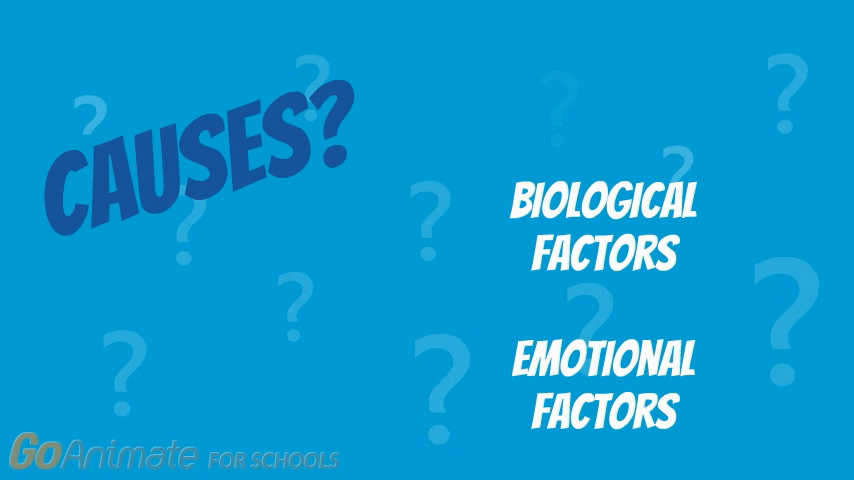 CAUSES?
BIOLOGICAL
FACTORS
EMOTIONAL
FACTORS
GoAnimate FOR SCHOOLS